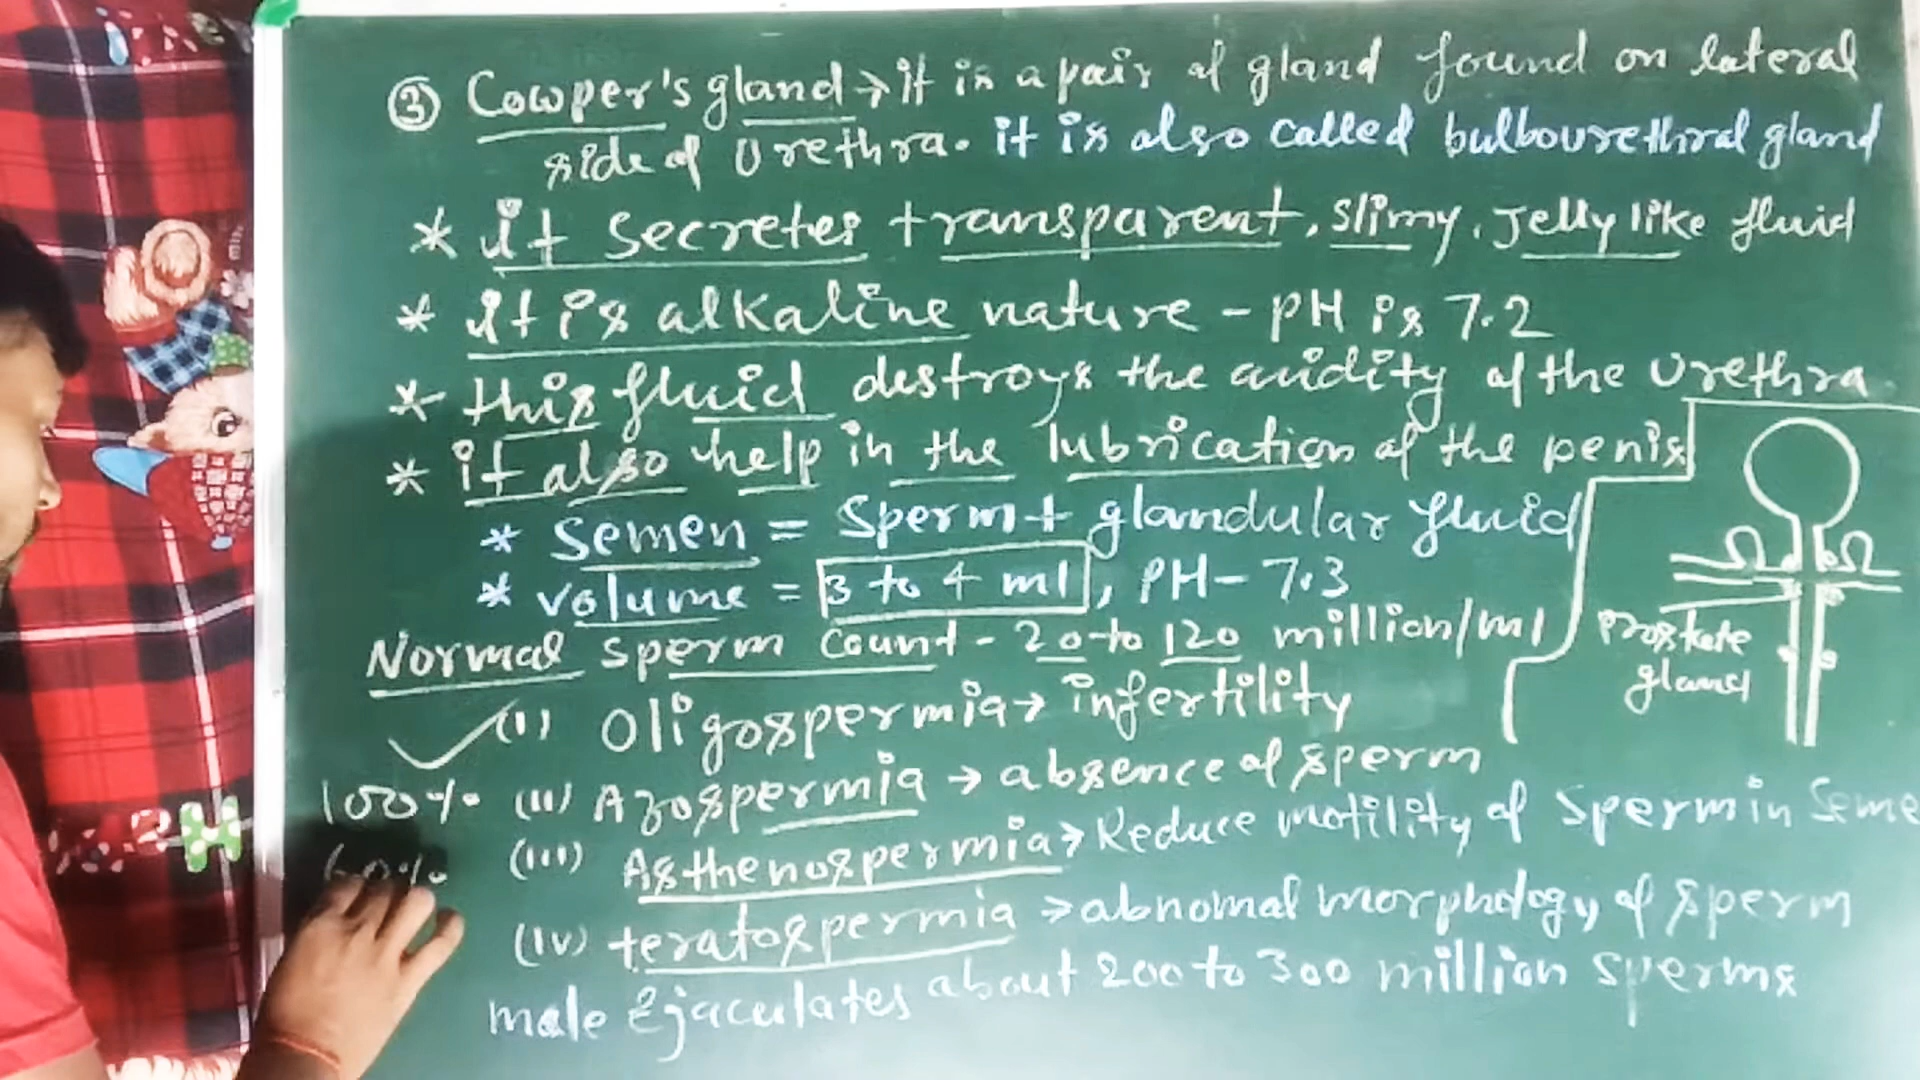 ③ Cowper's gland → it is a pair of gland found on lateral
side of Urethra. it is also called bulbourethral gland
* it secretes transparent, slimy, Jelly like fluid
* it is alkaline nature - PH is 7.2
* this fluid destroys the acidity of the Urethra
* it also help in the lubrication of the penis
* Semen = Sperm + glandular fluid
* volume = 3 to 4 ml, PH - 7.3
Normal sperm count - 20 to 120 million/ml
(i) Oligospermia → infertility
100% (ii) Azospermia → absence of sperm
60% (iii) Asthenospermia → Reduce motility of sperm in Seme
(iv) teratospermia → abnomal morphology of sperm
male Ejaculates about 200 to 300 million sperms
Prostate
gland